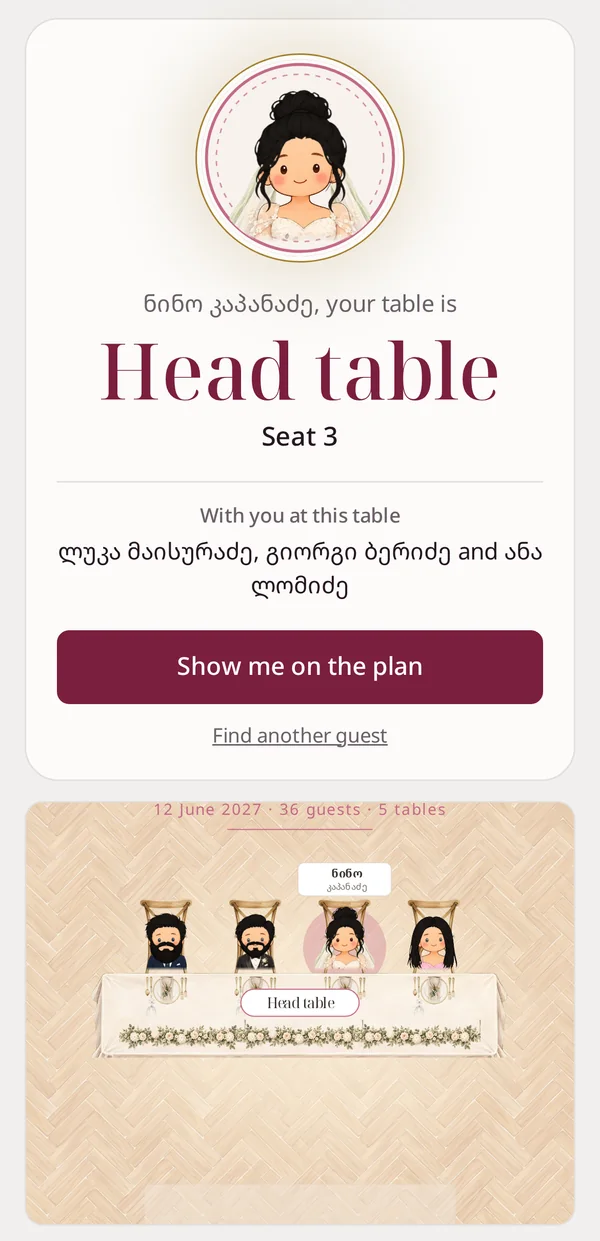 ნინო კაპანაძე, your table is
Head table
Seat 3
With you at this table
ლუკა მაისურაძე, გიორგი ბერიძე and ანა
ლომიძე
Show me on the plan
Find another guest
12 June 2027 · 36 guests · 5 tables
ნინო
კაპანაძე
Head table